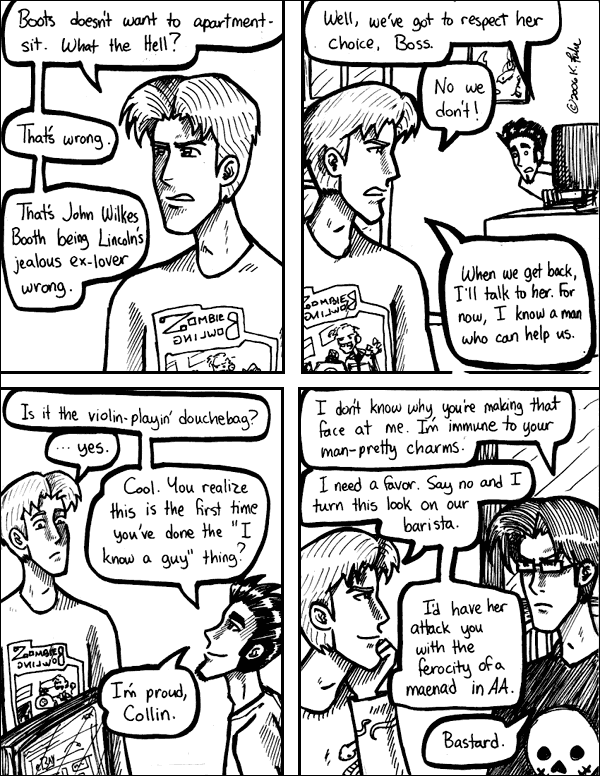 Boots doesn't want to apartment-
sit. What the Hell?
That's wrong.
That's John Wilkes
Booth being Lincoln's
jealous ex-lover
wrong.
ZOMBIE
BOWLING
Well, we've got to respect her
choice, Boss.
No we
don't!
©2006 K.
When we get back,
I'll talk to her. For
now, I know a man
who can help us.
ZOMBIE
BOWLING
Is it the violin-playin' douchebag?
... yes.
Cool. You realize
this is the first time
you've done the "I
know a guy" thing?
I'm proud,
Collin.
ZOMBIE
BOWLING
I don't know why you're making that
face at me. I'm immune to your
man-pretty charms.
I need a favor. Say no and I
turn this look on our
barista.
I'd have her
attack you
with the
ferocity of a
maenad in AA.
Bastard.